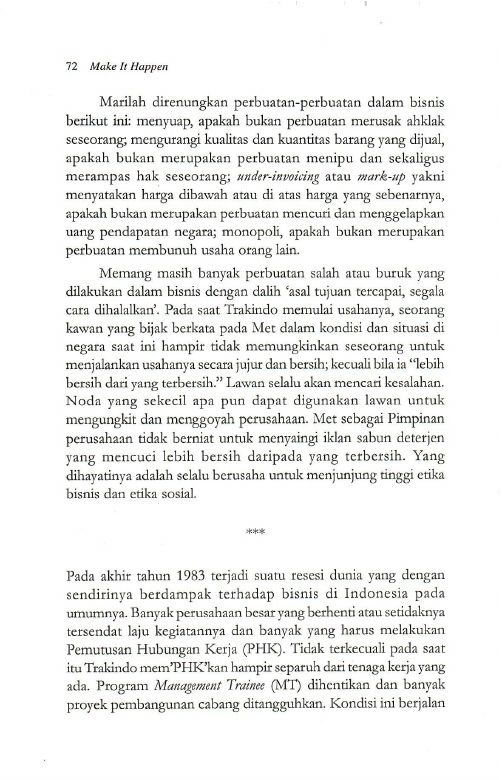 72 Make It Happen
Marilah direnungkan perbuatan-perbuatan dalam bisnis
berikut ini: menyuap, apakah bukan perbuatan merusak ahklak
seseorang; mengurangi kualitas dan kuantitas barang yang dijual,
apakah bukan merupakan perbuatan menipu dan sekaligus
merampas hak seseorang; under-invoicing atau mark-up yakni
menyatakan harga dibawah atau di atas harga yang sebenarnya,
apakah bukan merupakan perbuatan mencuri dan menggelapkan
uang pendapatan negara; monopoli, apakah bukan merupakan
perbuatan membunuh usaha orang lain.
Memang masih banyak perbuatan salah atau buruk yang
dilakukan dalam bisnis dengan dalih ‘asal tujuan tercapai, segala
cara dihalalkan’. Pada saat Trakindo memulai usahanya, seorang
kawan yang bijak berkata pada Met dalam kondisi dan situasi di
negara saat ini hampir tidak memungkinkan seseorang untuk
menjalankan usahanya secara jujur dan bersih; kecuali bila ia “lebih
bersih dari yang terbersih.” Lawan selalu akan mencari kesalahan.
Noda yang sekecil apa pun dapat digunakan lawan untuk
mengungkit dan menggoyah perusahaan. Met sebagai Pimpinan
perusahaan tidak berniat untuk menyaingi iklan sabun deterjen
yang mencuci lebih bersih daripada yang terbersih. Yang
dihayatinya adalah selalu berusaha untuk menjunjung tinggi etika
bisnis dan etika sosial.
***
Pada akhir tahun 1983 terjadi suatu resesi dunia yang dengan
sendirinya berdampak terhadap bisnis di Indonesia pada
umumnya. Banyak perusahaan besar yang berhenti atau setidaknya
tersendat laju kegiatannya dan banyak yang harus melakukan
Pemutusan Hubungan Kerja (PHK). Tidak terkecuali pada saat
itu Trakindo mem’PHK’kan hampir separuh dari tenaga kerja yang
ada. Program Management Trainee (MT) dihentikan dan banyak
proyek pembangunan cabang ditangguhkan. Kondisi ini berjalan